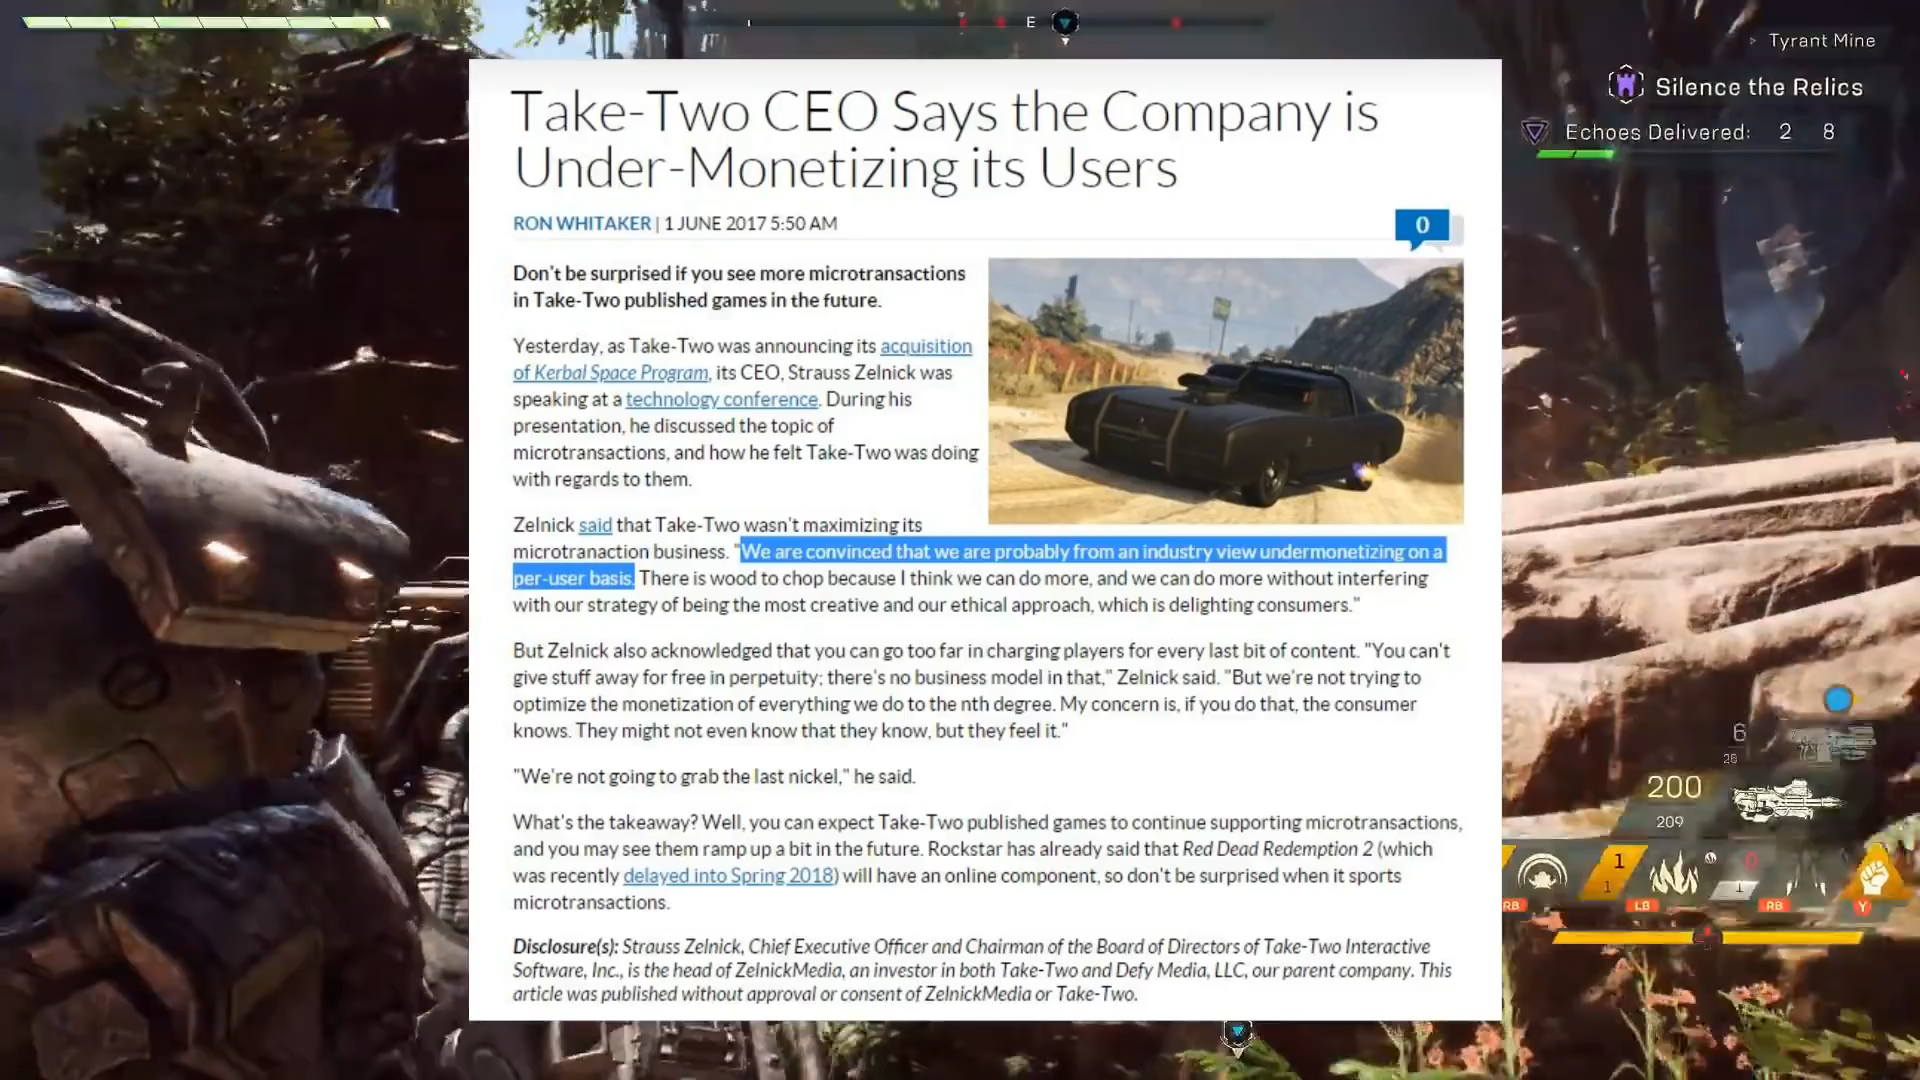 E
Tyrant Mine
Silence the Relics
Echoes Delivered: 2 8
Take-Two CEO Says the Company is
Under-Monetizing its Users
RON WHITAKER | 1 JUNE 2017 5:50 AM
0
Don't be surprised if you see more microtransactions
in Take-Two published games in the future.
Yesterday, as Take-Two was announcing its acquisition
of Kerbal Space Program, its CEO, Strauss Zelnick was
speaking at a technology conference. During his
presentation, he discussed the topic of
microtransactions, and how he felt Take-Two was doing
with regards to them.
Zelnick said that Take-Two wasn't maximizing its
microtranaction business. "We are convinced that we are probably from an industry view undermonetizing on a
per-user basis. There is wood to chop because I think we can do more, and we can do more without interfering
with our strategy of being the most creative and our ethical approach, which is delighting consumers."
But Zelnick also acknowledged that you can go too far in charging players for every last bit of content. "You can't
give stuff away for free in perpetuity; there's no business model in that," Zelnick said. "But we're not trying to
optimize the monetization of everything we do to the nth degree. My concern is, if you do that, the consumer
knows. They might not even know that they know, but they feel it."
"We're not going to grab the last nickel," he said.
What's the takeaway? Well, you can expect Take-Two published games to continue supporting microtransactions,
and you may see them ramp up a bit in the future. Rockstar has already said that Red Dead Redemption 2 (which
was recently delayed into Spring 2018) will have an online component, so don't be surprised when it sports
microtransactions.
Disclosure(s): Strauss Zelnick, Chief Executive Officer and Chairman of the Board of Directors of Take-Two Interactive
Software, Inc., is the head of ZelnickMedia, an investor in both Take-Two and Defy Media, LLC, our parent company. This
article was published without approval or consent of ZelnickMedia or Take-Two.
6
26
200
209
1
1
0
1
RB
LB
RB
Y